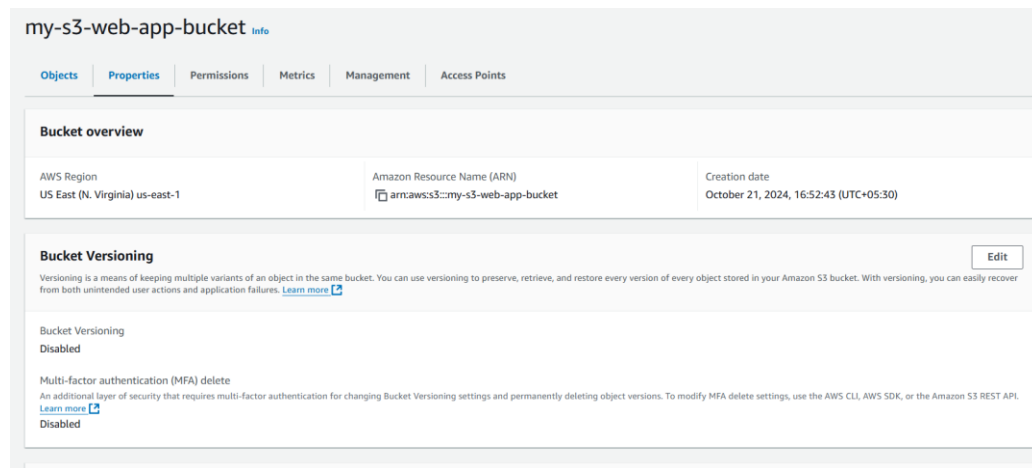 my-s3-web-app-bucket Info
Objects Properties Permissions Metrics Management Access Points
Bucket overview
AWS Region
US East (N. Virginia) us-east-1
Amazon Resource Name (ARN)
arn:aws:s3:::my-s3-web-app-bucket
Creation date
October 21, 2024, 16:52:43 (UTC+05:30)
Bucket Versioning
Edit
Versioning is a means of keeping multiple variants of an object in the same bucket. You can use versioning to preserve, retrieve, and restore every version of every object stored in your Amazon S3 bucket. With versioning, you can easily recover
from both unintended user actions and application failures. Learn more
Bucket Versioning
Disabled
Multi-factor authentication (MFA) delete
An additional layer of security that requires multi-factor authentication for changing Bucket Versioning settings and permanently deleting object versions. To modify MFA delete settings, use the AWS CLI, AWS SDK, or the Amazon S3 REST API.
Learn more
Disabled